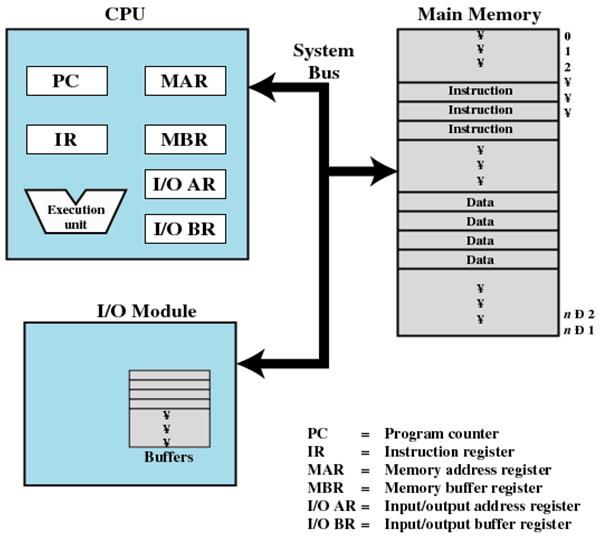 CPU
PC
MAR
IR
MBR
I/O AR
Execution
unit
I/O BR
System
Bus
Main Memory
¥
¥
¥
Instruction
Instruction
Instruction
¥
¥
¥
Data
Data
Data
Data
¥
¥
¥
0
1
2
¥
¥
¥
n Ð 2
n Ð 1
I/O Module
¥
¥
¥
Buffers
PC = Program counter
IR = Instruction register
MAR = Memory address register
MBR = Memory buffer register
I/O AR = Input/output address register
I/O BR = Input/output buffer register